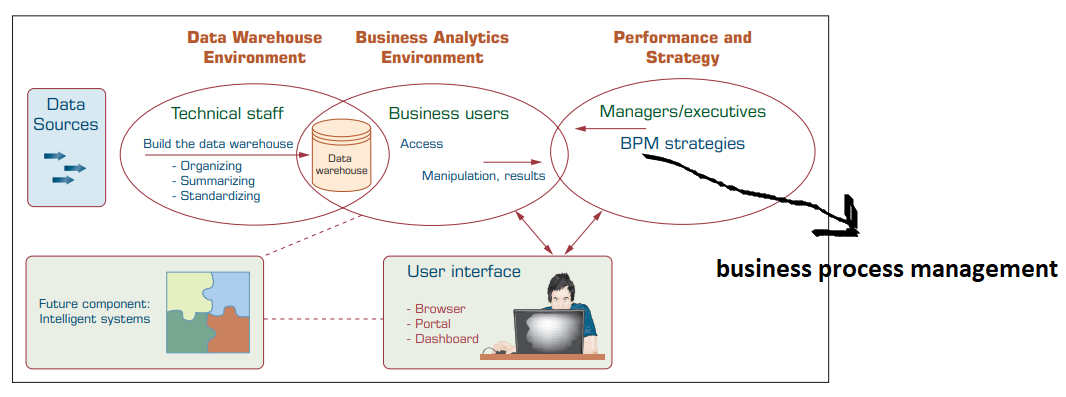 Data Warehouse
Environment
Business Analytics
Environment
Performance and
Strategy
Data
Sources
Technical staff
Build the data warehouse
- Organizing
- Summarizing
- Standardizing
Data
warehouse
Business users
Access
Manipulation, results
Managers/executives
BPM strategies
business process management
Future component:
Intelligent systems
User interface
- Browser
- Portal
- Dashboard